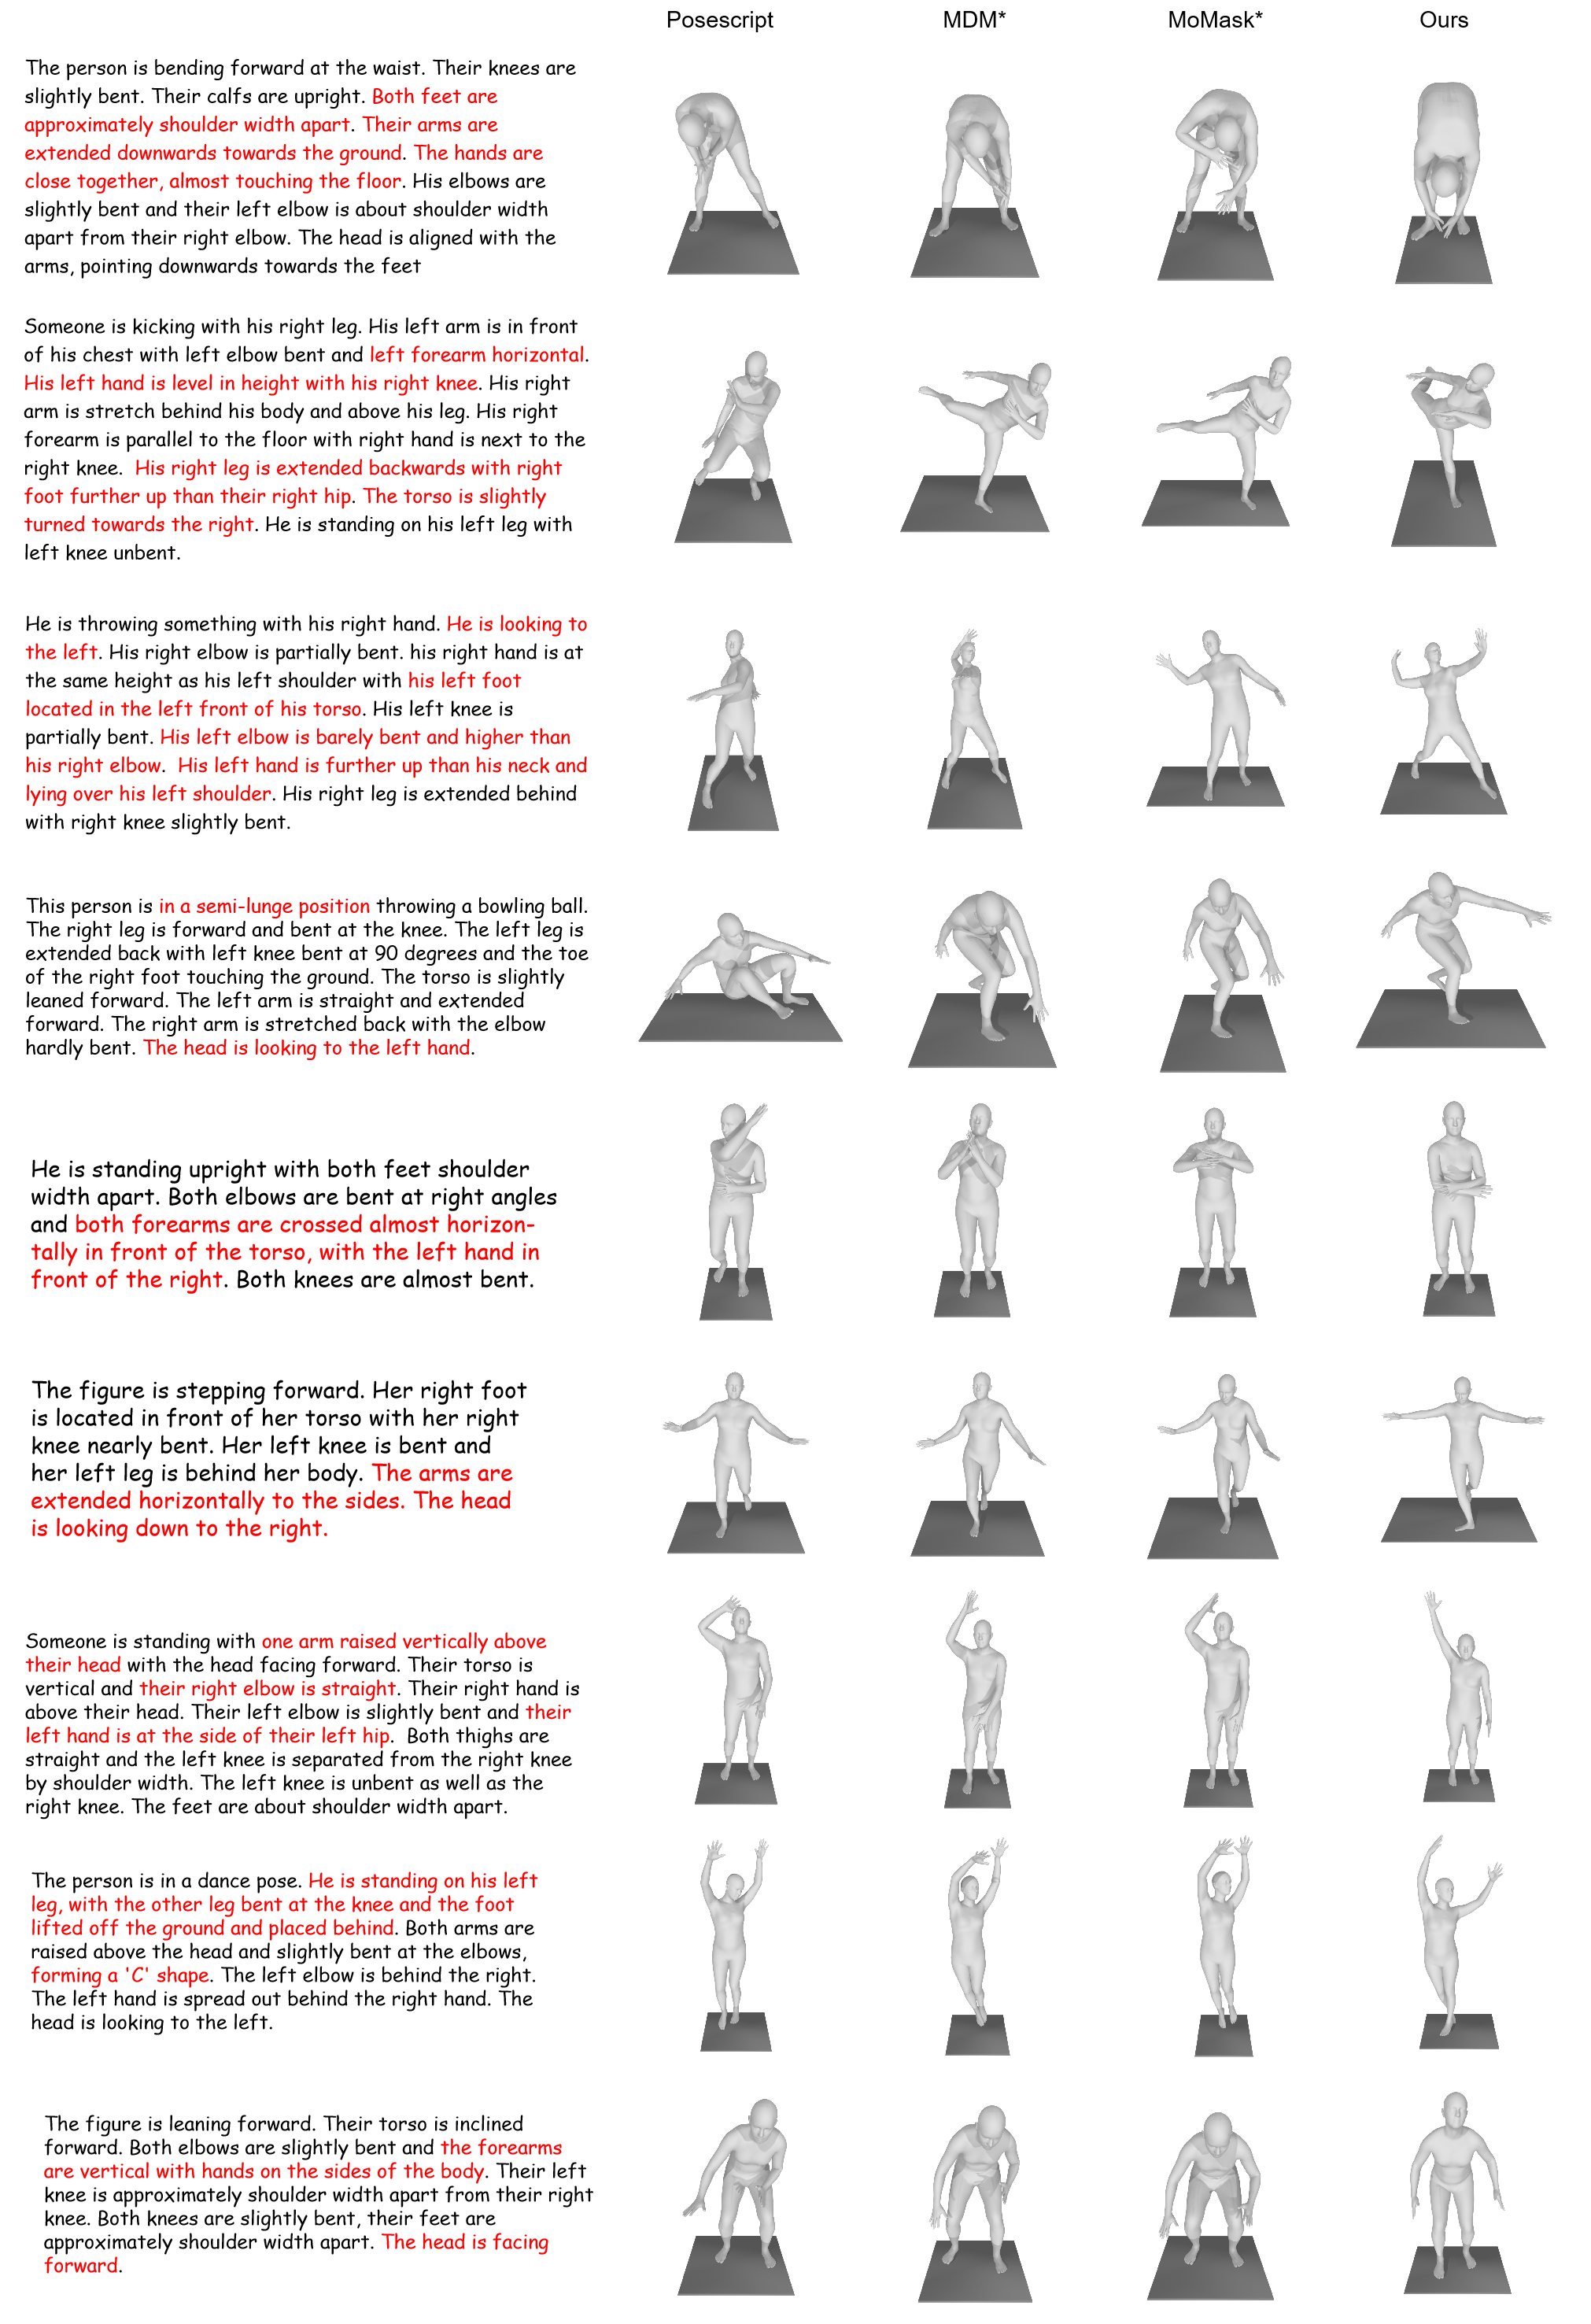 Posescript MDM* MoMask* Ours
The person is bending forward at the waist. Their knees are
slightly bent. Their calfs are upright. Both feet are
approximately shoulder width apart. Their arms are
extended downwards towards the ground. The hands are
close together, almost touching the floor. His elbows are
slightly bent and their left elbow is about shoulder width
apart from their right elbow. The head is aligned with the
arms, pointing downwards towards the feet
Someone is kicking with his right leg. His left arm is in front
of his chest with left elbow bent and left forearm horizontal.
His left hand is level in height with his right knee. His right
arm is stretch behind his body and above his leg. His right
forearm is parallel to the floor with right hand is next to the
right knee. His right leg is extended backwards with right
foot further up than their right hip. The torso is slightly
turned towards the right. He is standing on his left leg with
left knee unbent.
He is throwing something with his right hand. He is looking to
the left. His right elbow is partially bent. his right hand is at
the same height as his left shoulder with his left foot
located in the left front of his torso. His left knee is
partially bent. His left elbow is barely bent and higher than
his right elbow. His left hand is further up than his neck and
lying over his left shoulder. His right leg is extended behind
with right knee slightly bent.
This person is in a semi-lunge position throwing a bowling ball.
The right leg is forward and bent at the knee. The left leg is
extended back with left knee bent at 90 degrees and the toe
of the right foot touching the ground. The torso is slightly
leaned forward. The left arm is straight and extended
forward. The right arm is stretched back with the elbow
hardly bent. The head is looking to the left hand.
He is standing upright with both feet shoulder
width apart. Both elbows are bent at right angles
and both forearms are crossed almost horizon-
tally in front of the torso, with the left hand in
front of the right. Both knees are almost bent.
The figure is stepping forward. Her right foot
is located in front of her torso with her right
knee nearly bent. Her left knee is bent and
her left leg is behind her body. The arms are
extended horizontally to the sides. The head
is looking down to the right.
Someone is standing with one arm raised vertically above
their head with the head facing forward. Their torso is
vertical and their right elbow is straight. Their right hand is
above their head. Their left elbow is slightly bent and their
left hand is at the side of their left hip. Both thighs are
straight and the left knee is separated from the right knee
by shoulder width. The left knee is unbent as well as the
right knee. The feet are about shoulder width apart.
The person is in a dance pose. He is standing on his left
leg, with the other leg bent at the knee and the foot
lifted off the ground and placed behind. Both arms are
raised above the head and slightly bent at the elbows,
forming a 'C' shape. The left elbow is behind the right.
The left hand is spread out behind the right hand. The
head is looking to the left.
The figure is leaning forward. Their torso is inclined
forward. Both elbows are slightly bent and the forearms
are vertical with hands on the sides of the body. Their left
knee is approximately shoulder width apart from their right
knee. Both knees are slightly bent, their feet are
approximately shoulder width apart. The head is facing
forward.